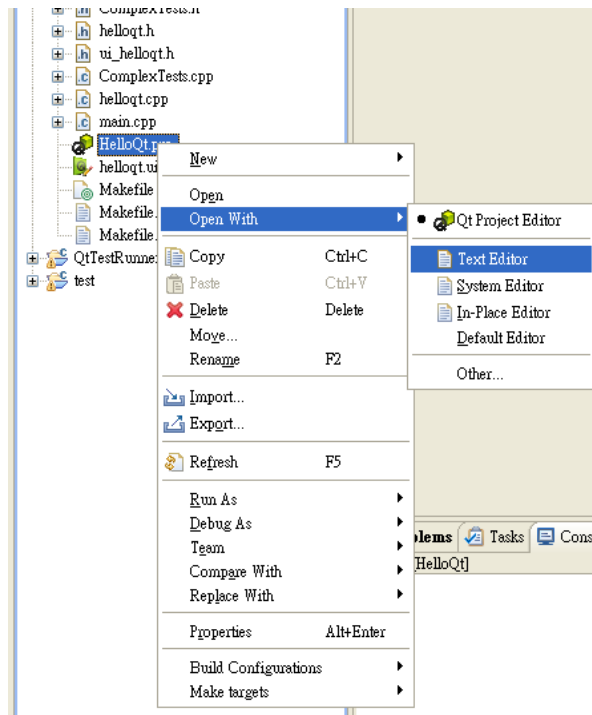 ComplexTests.h
helloqt.h
ui_helloqt.h
ComplexTests.cpp
helloqt.cpp
main.cpp
HelloQt.pro
helloqt.ui
Makefile
Makefile.
Makefile.
QtTestRunne
test
New
Open
Open With
Copy Ctrl+C
Paste Ctrl+V
Delete Delete
Move...
Rename F2
Import...
Export...
Refresh F5
Run As
Debug As
Team
Compare With
Replace With
Properties Alt+Enter
Build Configurations
Make targets
Qt Project Editor
Text Editor
System Editor
In-Place Editor
Default Editor
Other...
blems Tasks Cons
[HelloQt]